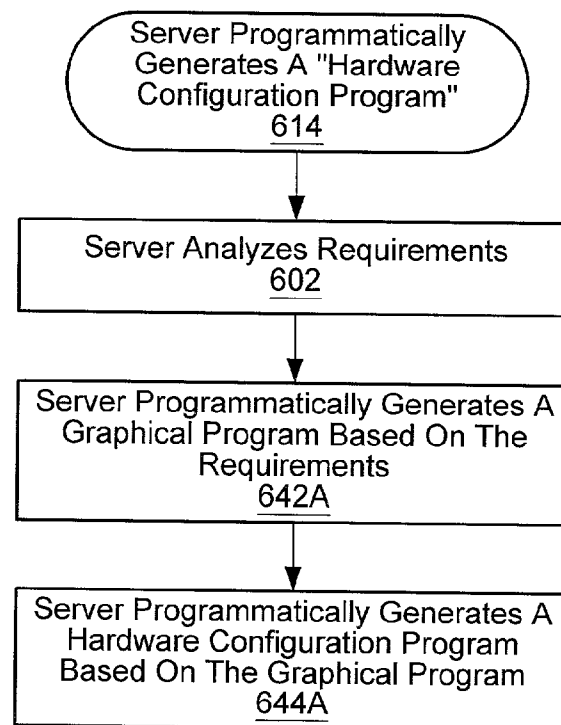 Server Programmatically
Generates A "Hardware
Configuration Program"
614
Server Analyzes Requirements
602
Server Programmatically Generates A
Graphical Program Based On The
Requirements
642A
Server Programmatically Generates A
Hardware Configuration Program
Based On The Graphical Program
644A